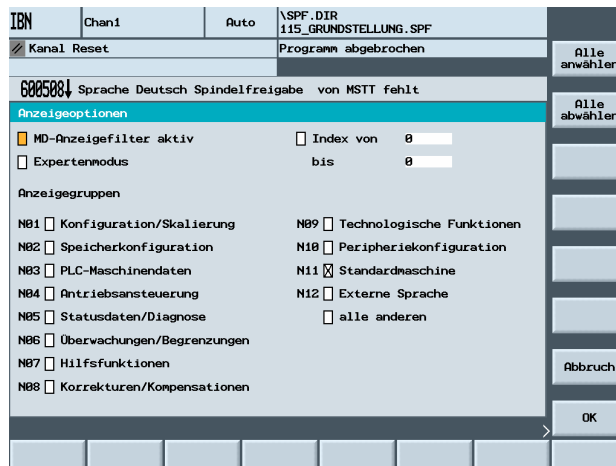 IBN
Chan1
Auto
\SPF.DIR
115_GRUNDSTELLUNG.SPF
Kanal Reset
Programm abgebrochen
600508↓ Sprache Deutsch Spindelfreigabe von MSTT fehlt
Anzeigeoptionen
MD-Anzeigefilter aktiv
Index von 0
Expertenmodus
bis 0
Anzeigegruppen
N01 Konfiguration/Skalierung
N09 Technologische Funktionen
N02 Speicherkonfiguration
N10 Peripheriekonfiguration
N03 PLC-Maschinendaten
N11 X Standardmaschine
N04 Antriebsansteuerung
N12 Externe Sprache
N05 Statusdaten/Diagnose
alle anderen
N06 Überwachungen/Begrenzungen
N07 Hilfsfunktionen
N08 Korrekturen/Kompensationen
>
Alle
anwählen
Alle
abwählen
Abbruch
OK